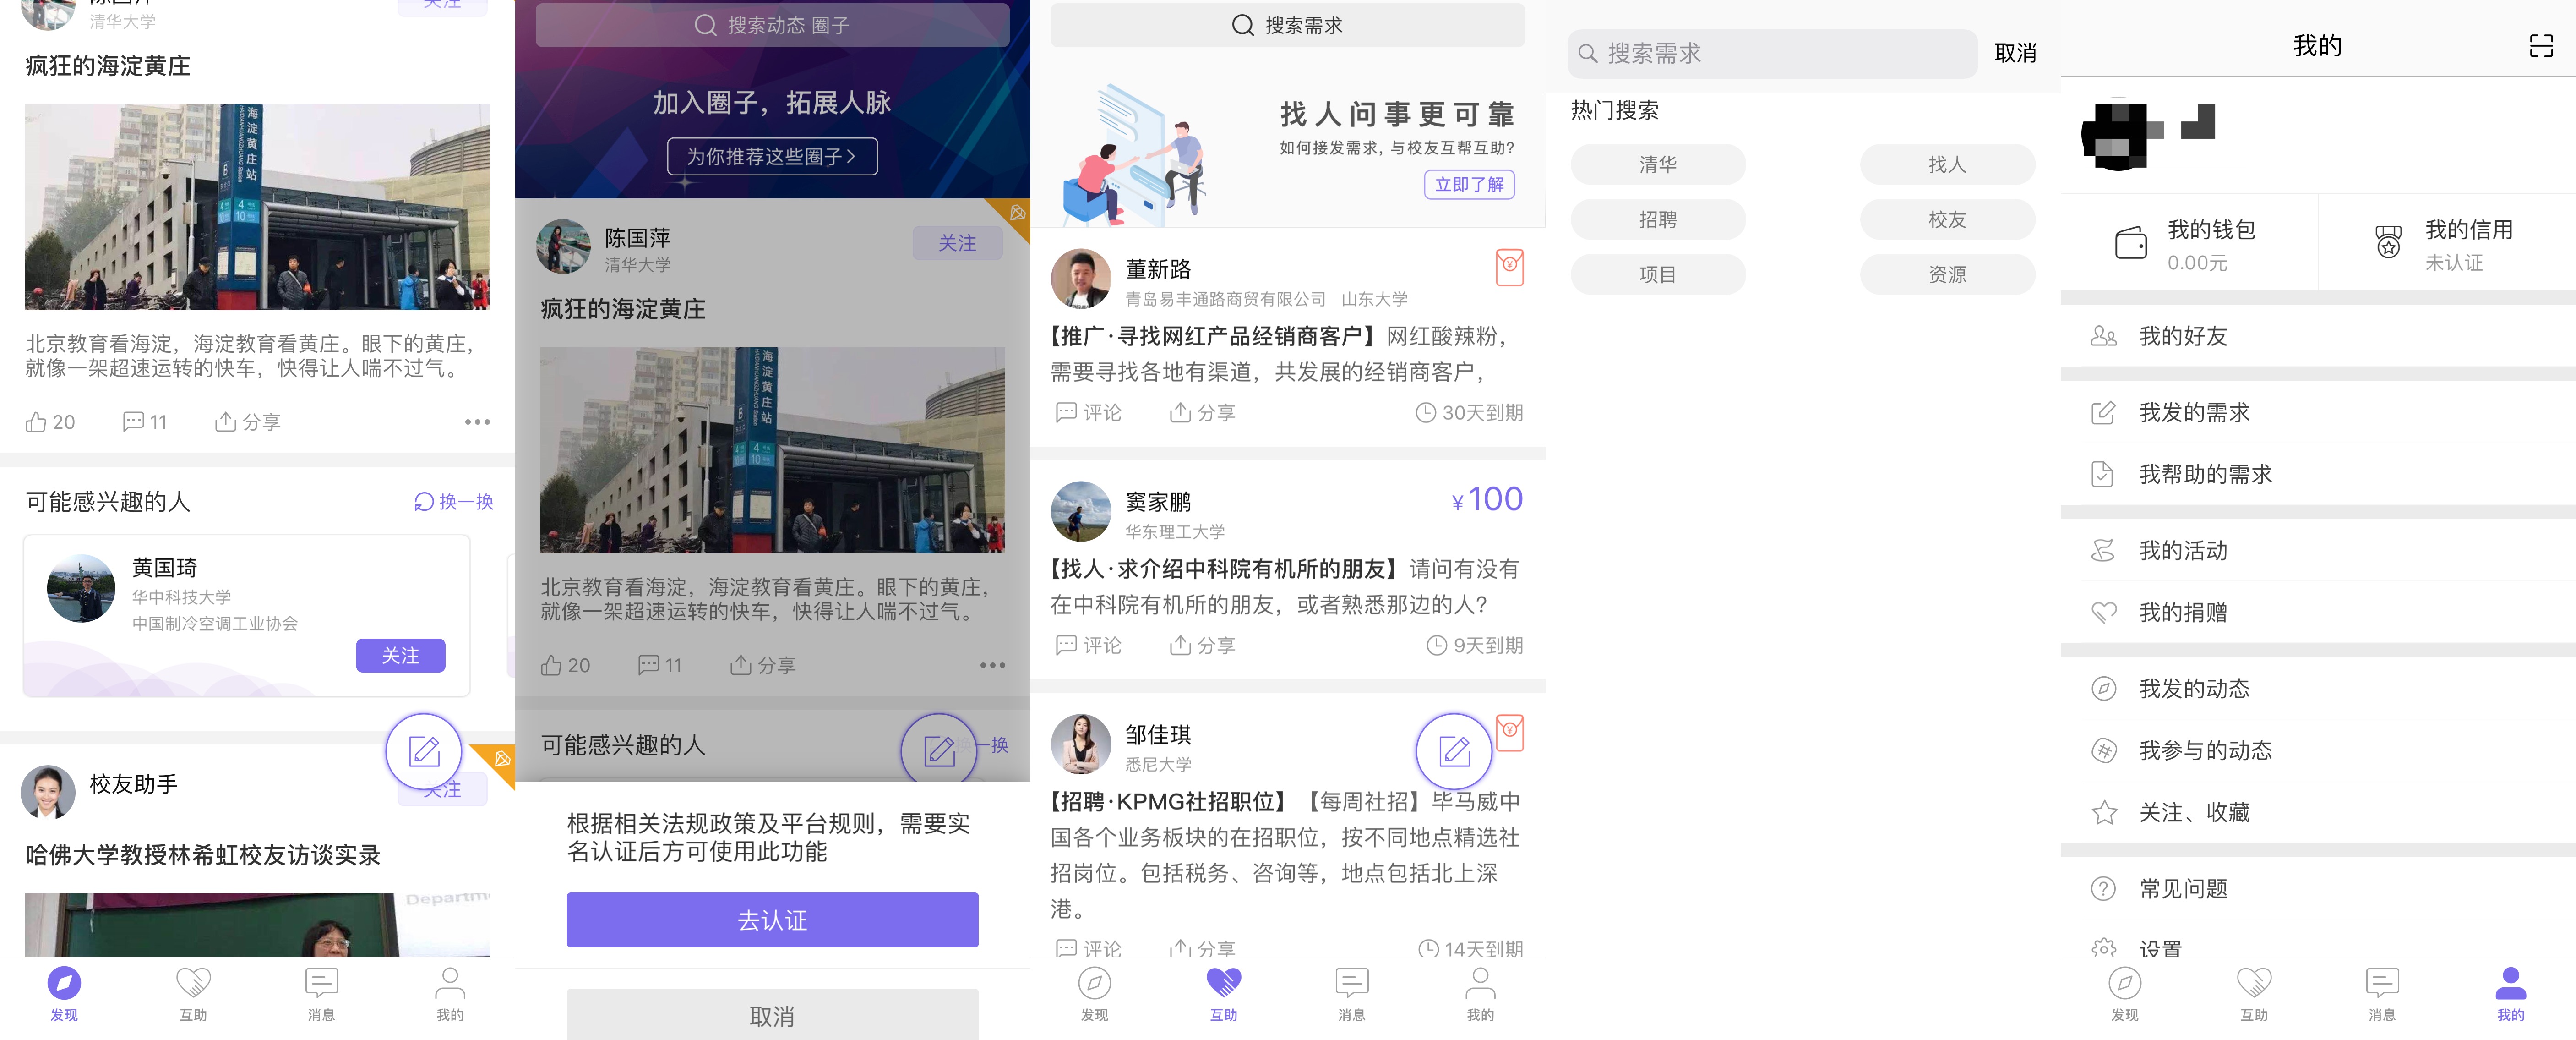 清华大学
疯狂的海淀黄庄
海淀黄庄站
北京教育看海淀，海淀教育看黄庄。眼下的黄庄，
就像一架超速运转的快车，快得让人喘不过气。
20
11
分享
可能感兴趣的人
换一换
黄国琦
华中科技大学
中国制冷空调工业协会
关注
校友助手
关注
哈佛大学教授林希虹校友访谈实录
发现
互助
消息
我的
搜索动态 圈子
加入圈子，拓展人脉
为你推荐这些圈子>
陈国萍
清华大学
关注
疯狂的海淀黄庄
海淀黄庄站
北京教育看海淀，海淀教育看黄庄。眼下的黄庄，
就像一架超速运转的快车，快得让人喘不过气。
20
11
分享
可能感兴趣的人
一换
根据相关法规政策及平台规则，需要实
名认证后方可使用此功能
去认证
取消
搜索需求
找人问事更可靠
如何接发需求，与校友互帮互助？
立即了解
董新路
青岛易丰通路商贸有限公司 山东大学
【推广·寻找网红产品经销商客户】网红酸辣粉，
需要寻找各地有渠道，共发展的经销商客户，
评论
分享
30天到期
窦家鹏
¥100
华东理工大学
【找人·求介绍中科院有机所的朋友】请问有没有
在中科院有机所的朋友，或者熟悉那边的人？
评论
分享
9天到期
邹佳琪
悉尼大学
【招聘·KPMG社招职位】【每周社招】毕马威中
国各个业务板块的在招职位，按不同地点精选社
招岗位。包括税务、咨询等，地点包括北上深
港。
评论
分享
14天到期
发现
互助
消息
我的
搜索需求
取消
热门搜索
清华
找人
招聘
校友
项目
资源
我的
我的钱包
0.00元
我的信用
未认证
我的好友
我发的需求
我帮助的需求
我的活动
我的捐赠
我发的动态
我参与的动态
关注、收藏
常见问题
设置
发现
互助
消息
我的